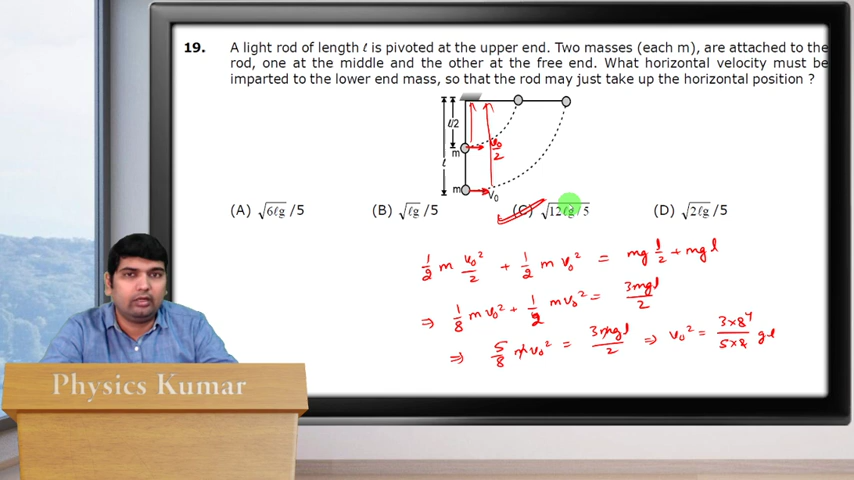 19. A light rod of length ℓ is pivoted at the upper end. Two masses (each m), are attached to the
rod, one at the middle and the other at the free end. What horizontal velocity must be
imparted to the lower end mass, so that the rod may just take up the horizontal position ?
ℓ/2
ℓ
m
v₀/2
m
v₀
(A) √6ℓg /5 (B) √ℓg /5 (C) √12ℓg/5 (D) √2ℓg /5
1/2 m v₀²/2 + 1/2 m v₀² = mg l/2 + mgl
⇒ 1/8 m v₀² + 1/2 m v₀² = 3mgl/2
⇒ 5/8 m v₀² = 3mgl/2 ⇒ v₀² = 3×8⁴/5×2 gl
Physics Kumar